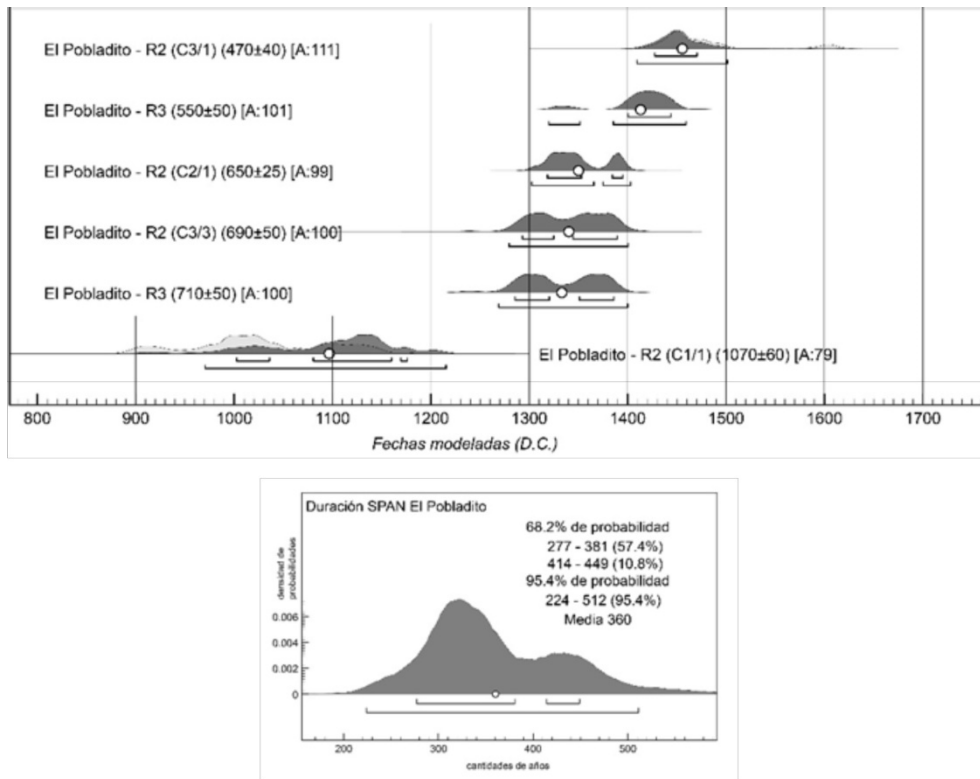 El Pobladito - R2 (C3/1) (470±40) [A:111]
El Pobladito - R3 (550±50) [A:101]
El Pobladito - R2 (C2/1) (650±25) [A:99]
El Pobladito - R2 (C3/3) (690±50) [A:100]
El Pobladito - R3 (710±50) [A:100]
El Pobladito - R2 (C1/1) (1070±60) [A:79]
800 900 1000 1100 1200 1300 1400 1500 1600 1700
Fechas modeladas (D.C.)
Duración SPAN El Pobladito
68.2% de probabilidad
277 - 381 (57.4%)
414 - 449 (10.8%)
95.4% de probabilidad
224 - 512 (95.4%)
Media 360
densidad de
probabilidades
0.006
0.004
0.002
0
200 300 400 500
cantidades de años